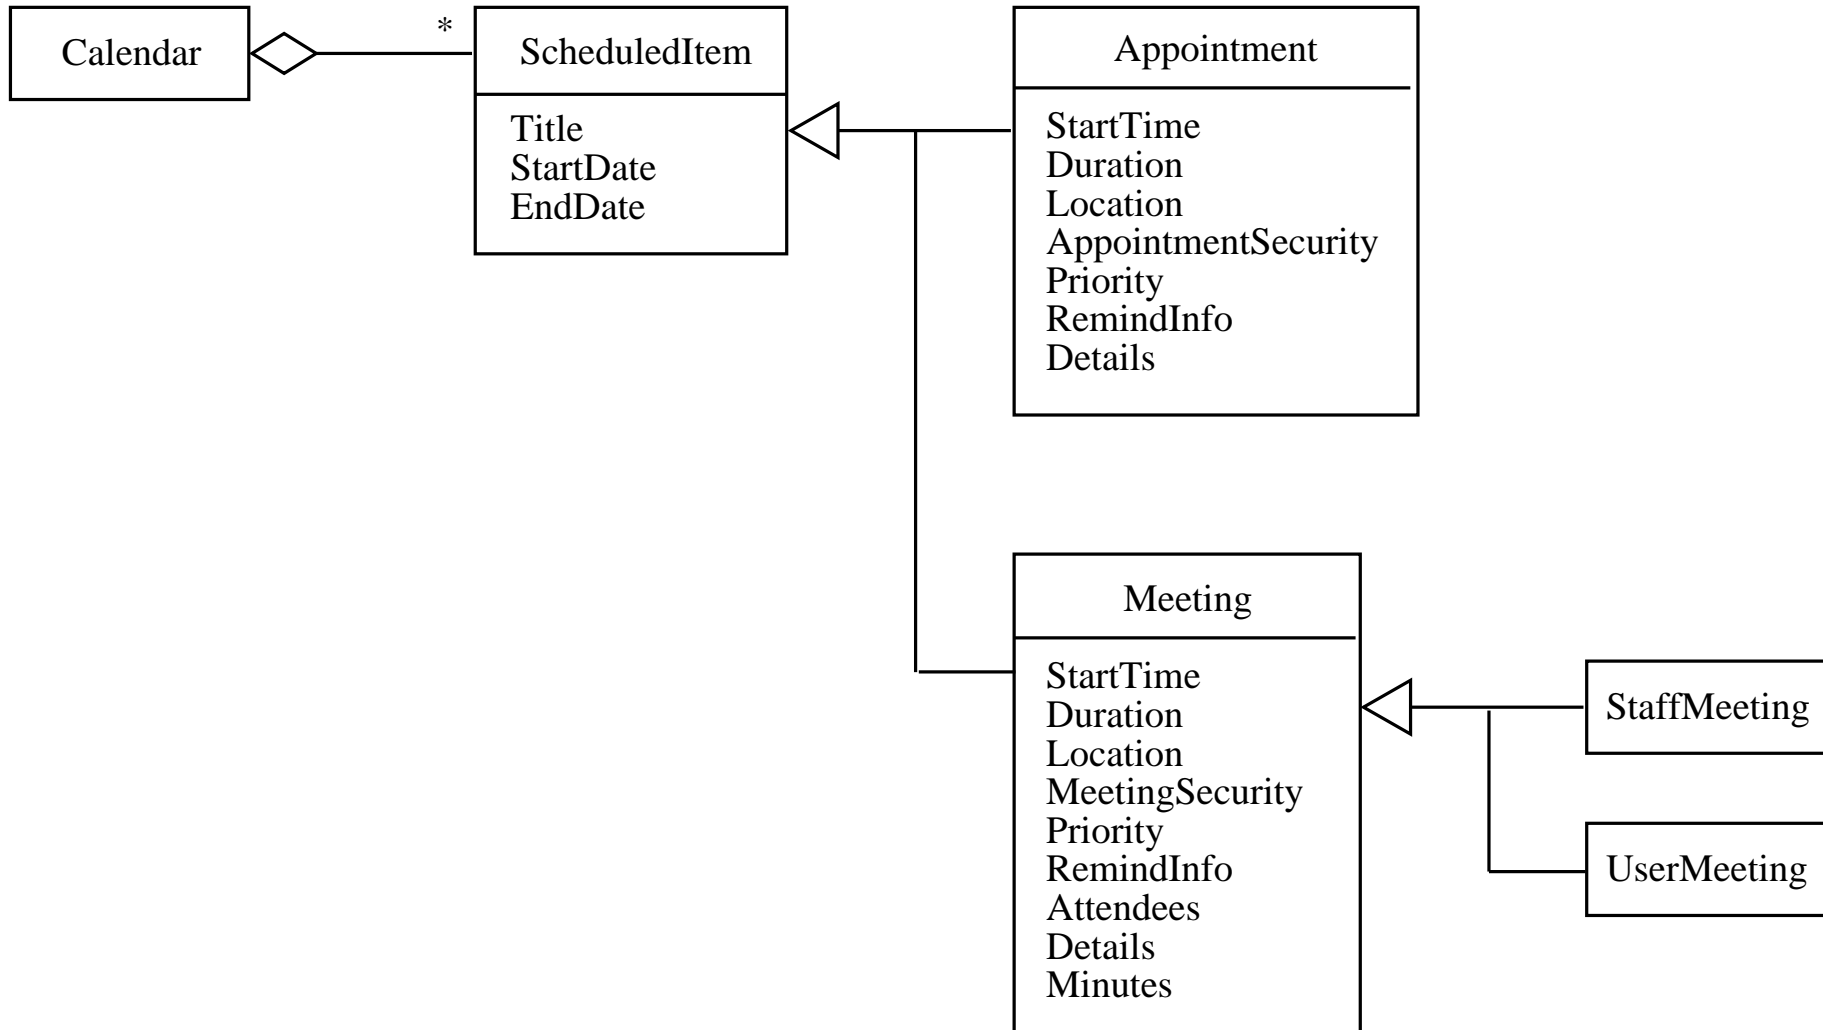 Calendar
*
ScheduledItem
Title
StartDate
EndDate
Appointment
StartTime
Duration
Location
AppointmentSecurity
Priority
RemindInfo
Details
Meeting
StartTime
Duration
Location
MeetingSecurity
Priority
RemindInfo
Attendees
Details
Minutes
StaffMeeting
UserMeeting